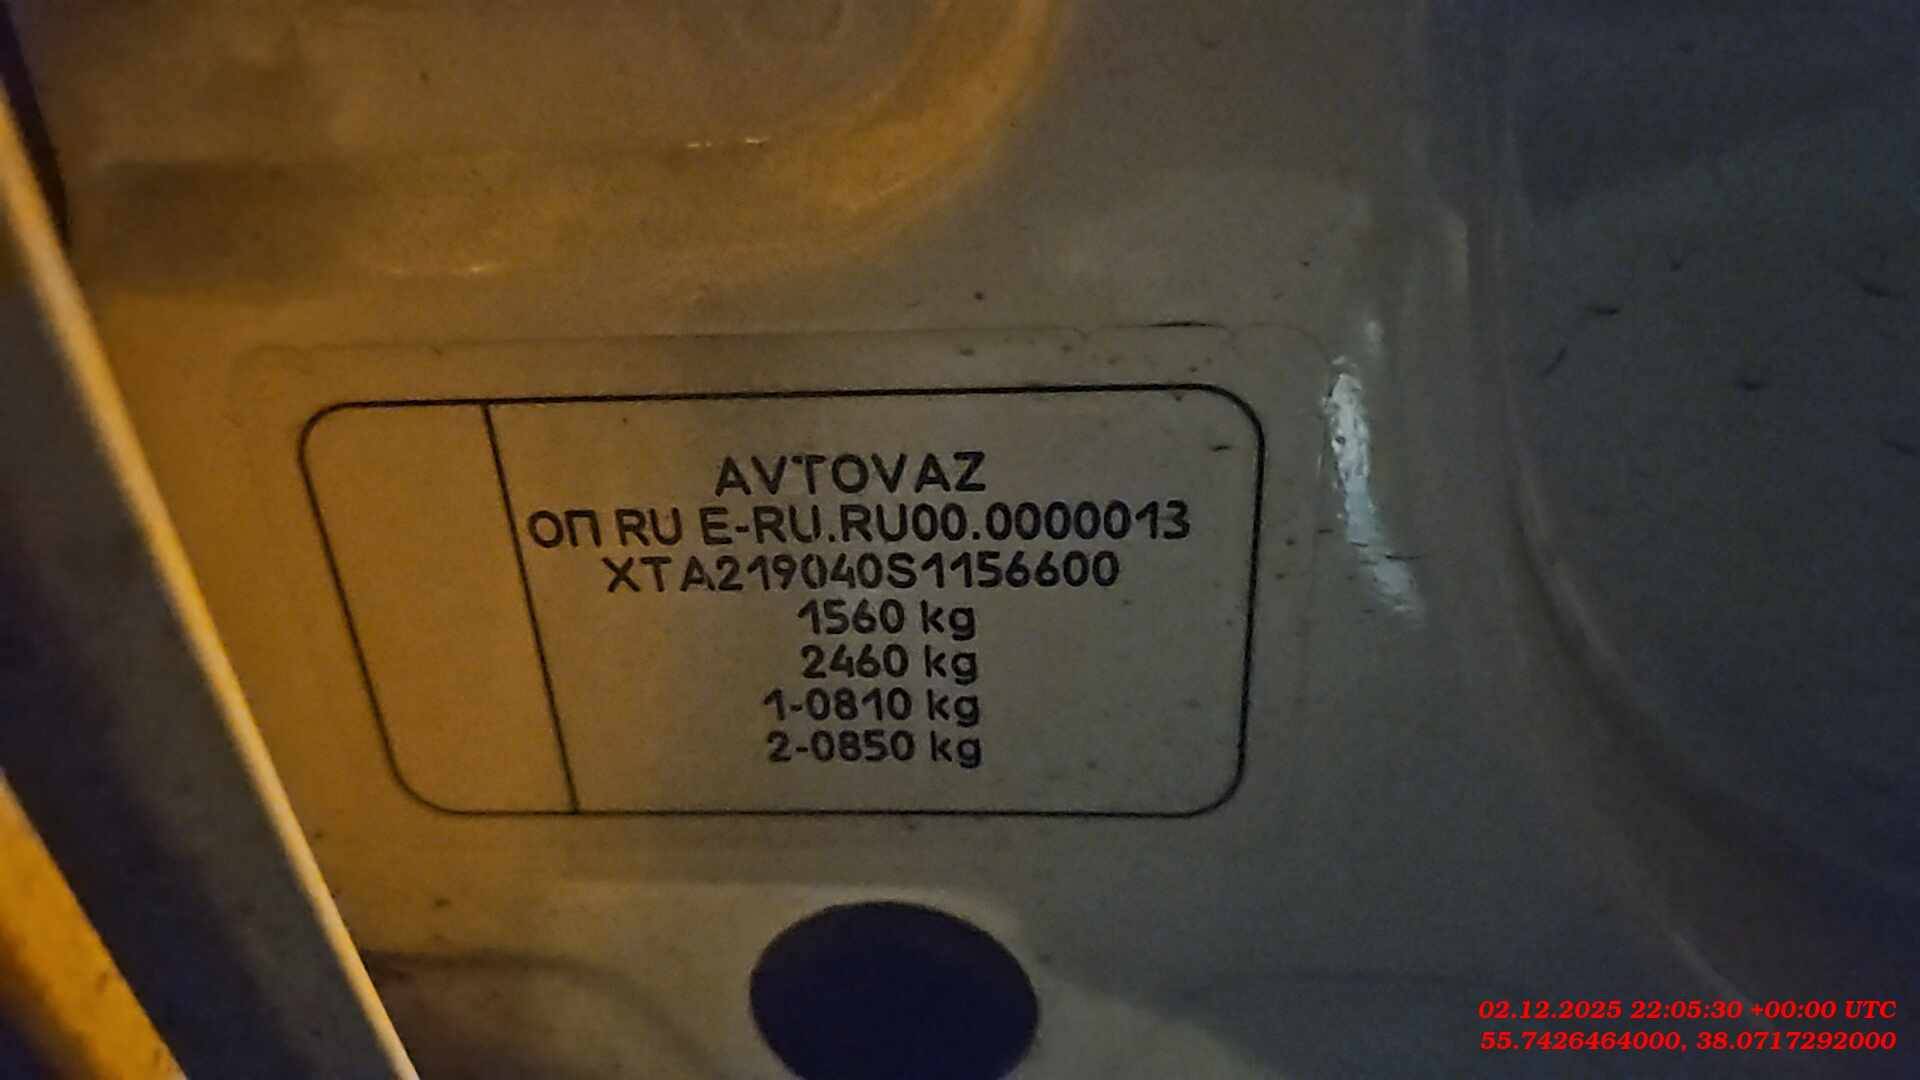 AVTOVAZ
ОП RU E-RU.RU00.0000013
XTA219040S1156600
1560 kg
2460 kg
1-0810 kg
2-0850 kg
02.12.2025 22:05:30 +00:00 UTC
55.7426464000, 38.0717292000